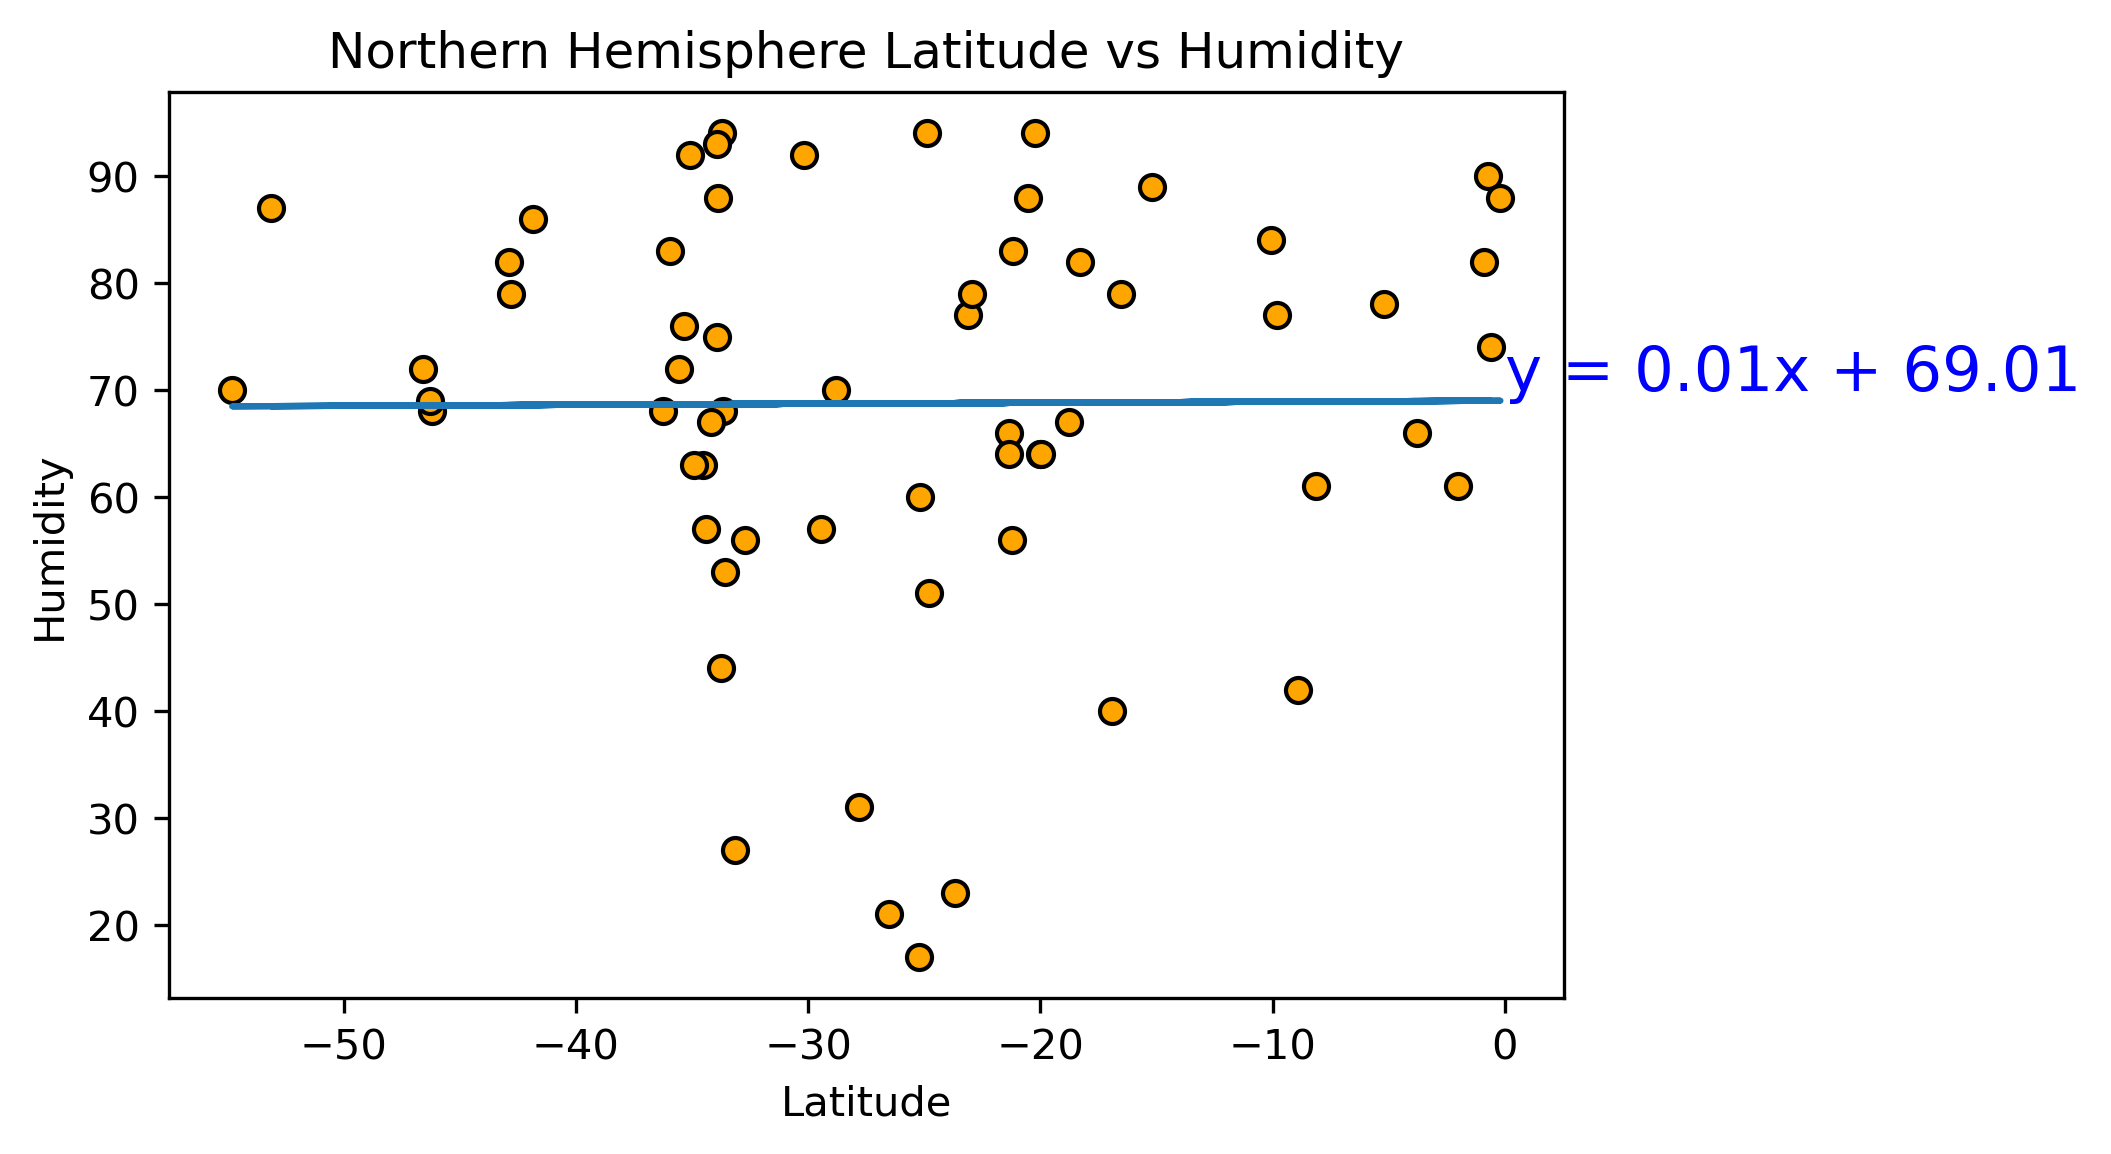 Northern Hemisphere Latitude vs Humidity
90
80
70
60
50
40
30
20
Humidity
y = 0.01x + 69.01
−50 −40 −30 −20 −10 0
Latitude